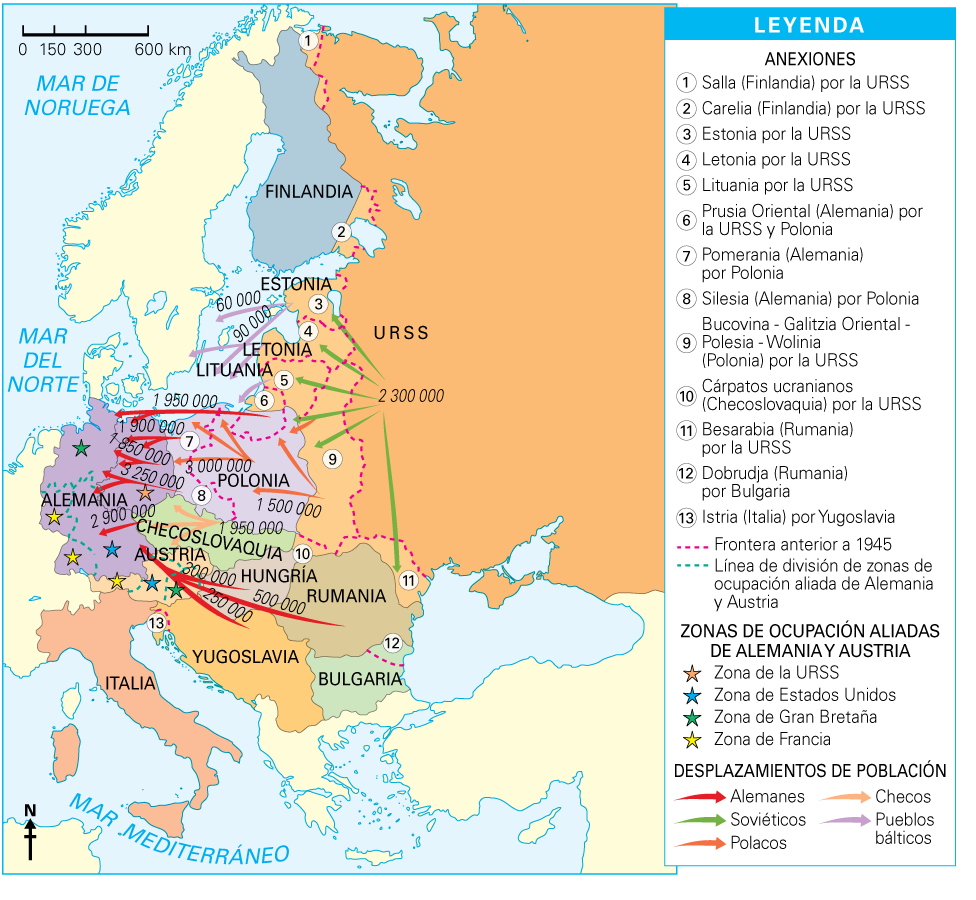 0 150 300 600 km
MAR DE
NORUEGA
1
FINLANDIA
2
ESTONIA
60 000
3
90 000
4
URSS
MAR
DEL
NORTE
LETONIA
LITUANIA
5
2 300 000
1 950 000
6
1 900 000
7
1 850 000
3 000 000
9
3 250 000
POLONIA
8
ALEMANIA
1 500 000
2 900 000
CHECOSLOVAQUIA
1 950 000
AUSTRIA
10
300 000
HUNGRÍA
11
500 000
RUMANIA
250 000
13
12
YUGOSLAVIA
BULGARIA
ITALIA
N
MAR MEDITERRÁNEO
LEYENDA
ANEXIONES
1 Salla (Finlandia) por la URSS
2 Carelia (Finlandia) por la URSS
3 Estonia por la URSS
4 Letonia por la URSS
5 Lituania por la URSS
6 Prusia Oriental (Alemania) por
la URSS y Polonia
7 Pomerania (Alemania)
por Polonia
8 Silesia (Alemania) por Polonia
9 Bucovina - Galitzia Oriental -
Polesia - Wolinia
(Polonia) por la URSS
10 Cárpatos ucranianos
(Checoslovaquia) por la URSS
11 Besarabia (Rumania)
por la URSS
12 Dobrudja (Rumania)
por Bulgaria
13 Istria (Italia) por Yugoslavia
Frontera anterior a 1945
Línea de división de zonas de
ocupación aliada de Alemania
y Austria
ZONAS DE OCUPACIÓN ALIADAS
DE ALEMANIA Y AUSTRIA
Zona de la URSS
Zona de Estados Unidos
Zona de Gran Bretaña
Zona de Francia
DESPLAZAMIENTOS DE POBLACIÓN
Alemanes
Soviéticos
Polacos
Checos
Pueblos
bálticos